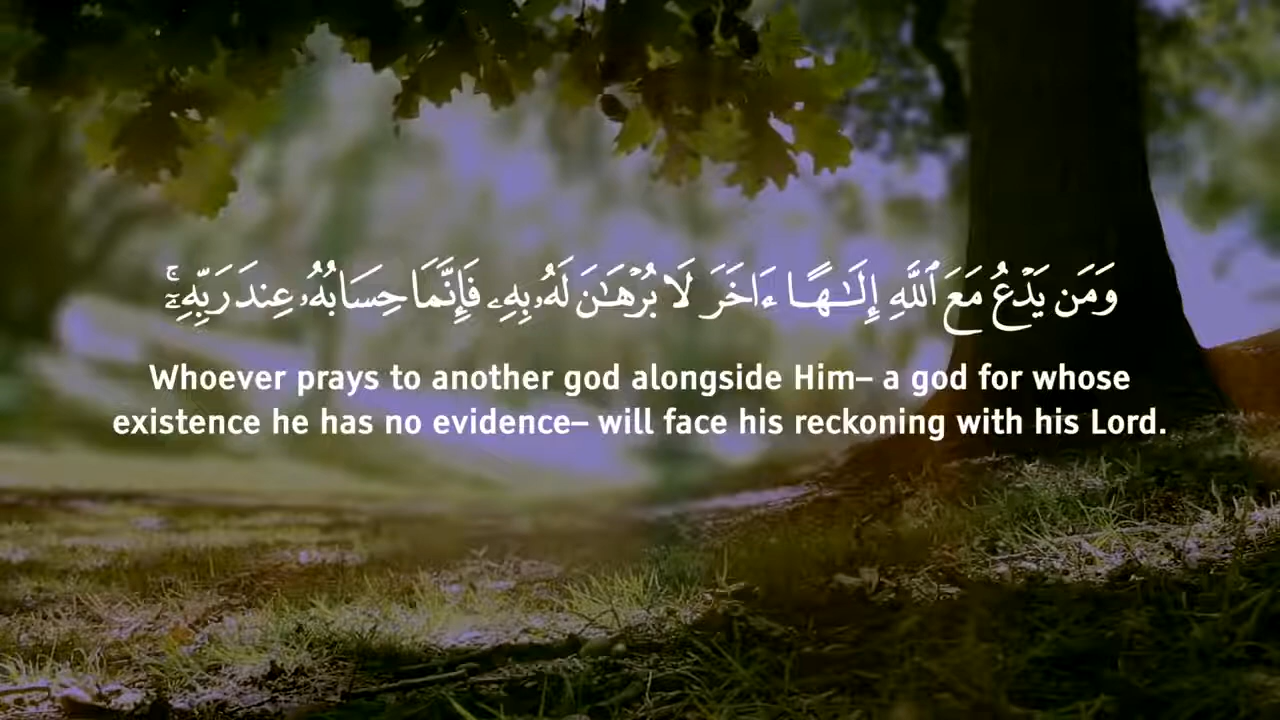 وَمَن يَدْعُ مَعَ ٱللَّهِ إِلَـٰهًا ءَاخَرَ لَا بُرْهَـٰنَ لَهُۥ بِهِۦ فَإِنَّمَا حِسَابُهُۥ عِندَ رَبِّهِۦٓ ۚ
Whoever prays to another god alongside Him– a god for whose
existence he has no evidence– will face his reckoning with his Lord.